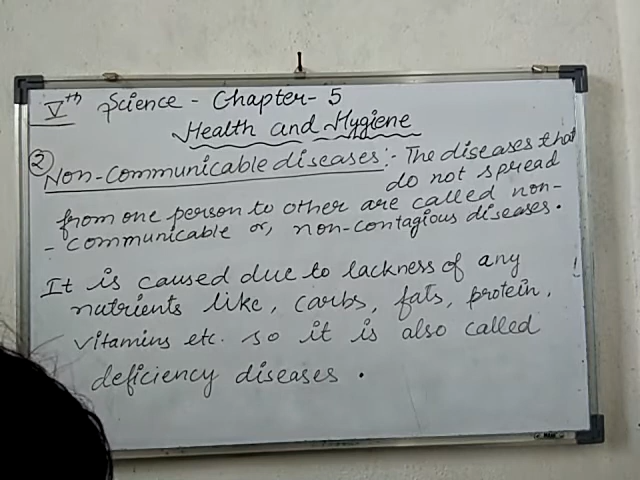 Vth Science - Chapter - 5
Health and Hygiene
② Non-communicable diseases:- The diseases that
do not spread
from one person to other are called non-
- communicable or, non-contagious diseases.
It is caused due to lackness of any
nutrients like, carbs, fats, protein,
vitamins etc. so it is also called
deficiency diseases.